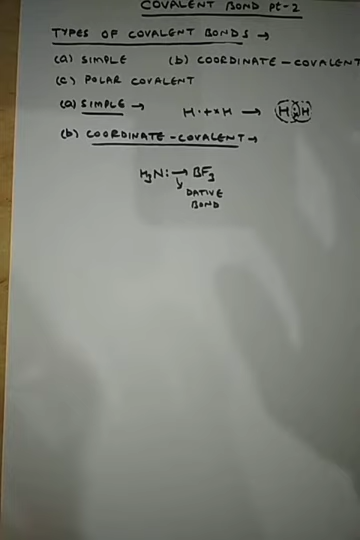 COVALENT BOND Pt-2
TYPES OF COVALENT BONDS →
(a) SIMPLE (b) COORDINATE-COVALENT
(c) POLAR COVALENT
(a) SIMPLE → H· + ×H → H·×H
(b) COORDINATE-COVALENT →
H₃N: → BF₃
DATIVE
BOND